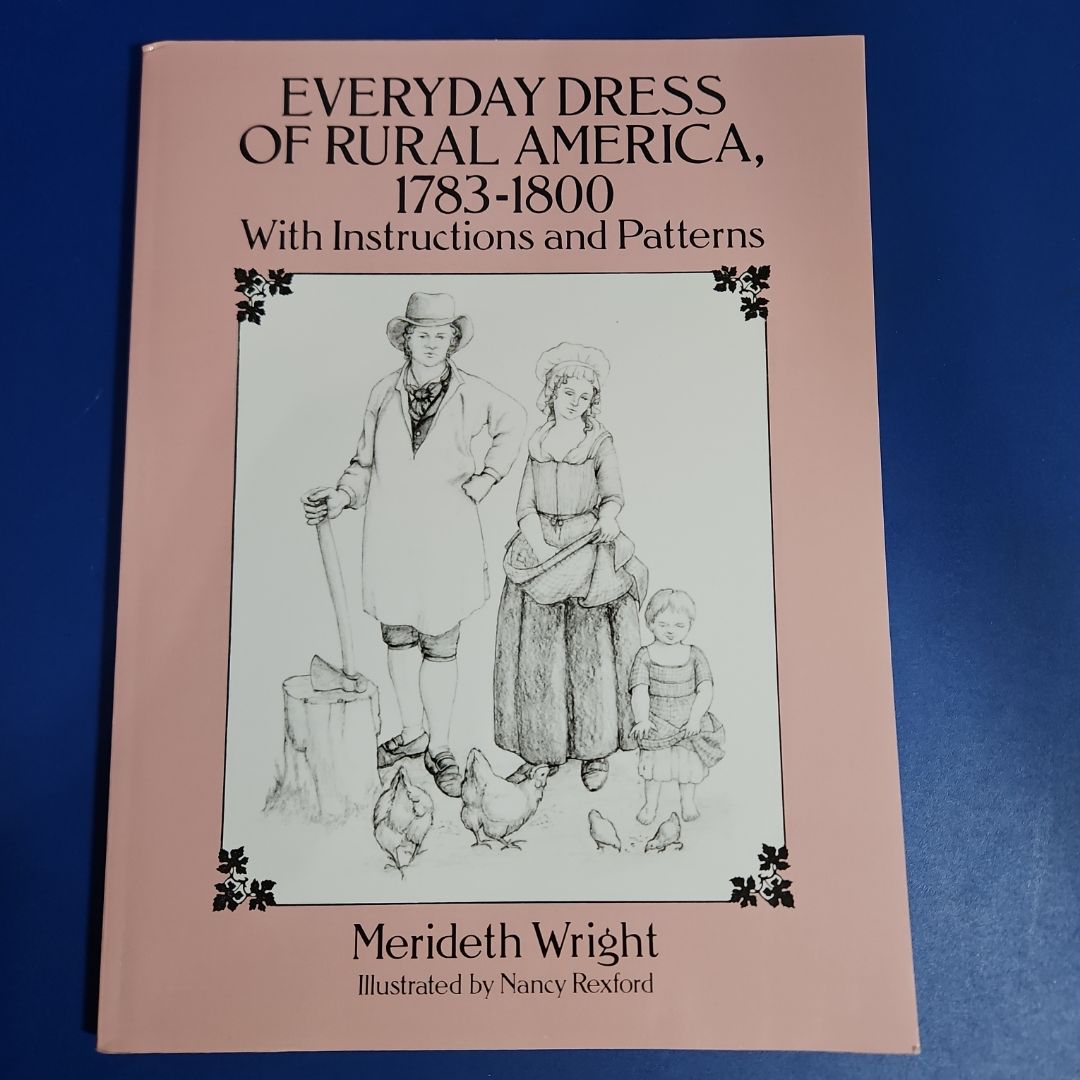 EVERYDAY DRESS
OF RURAL AMERICA,
1783-1800
With Instructions and Patterns
Merideth Wright
Illustrated by Nancy Rexford